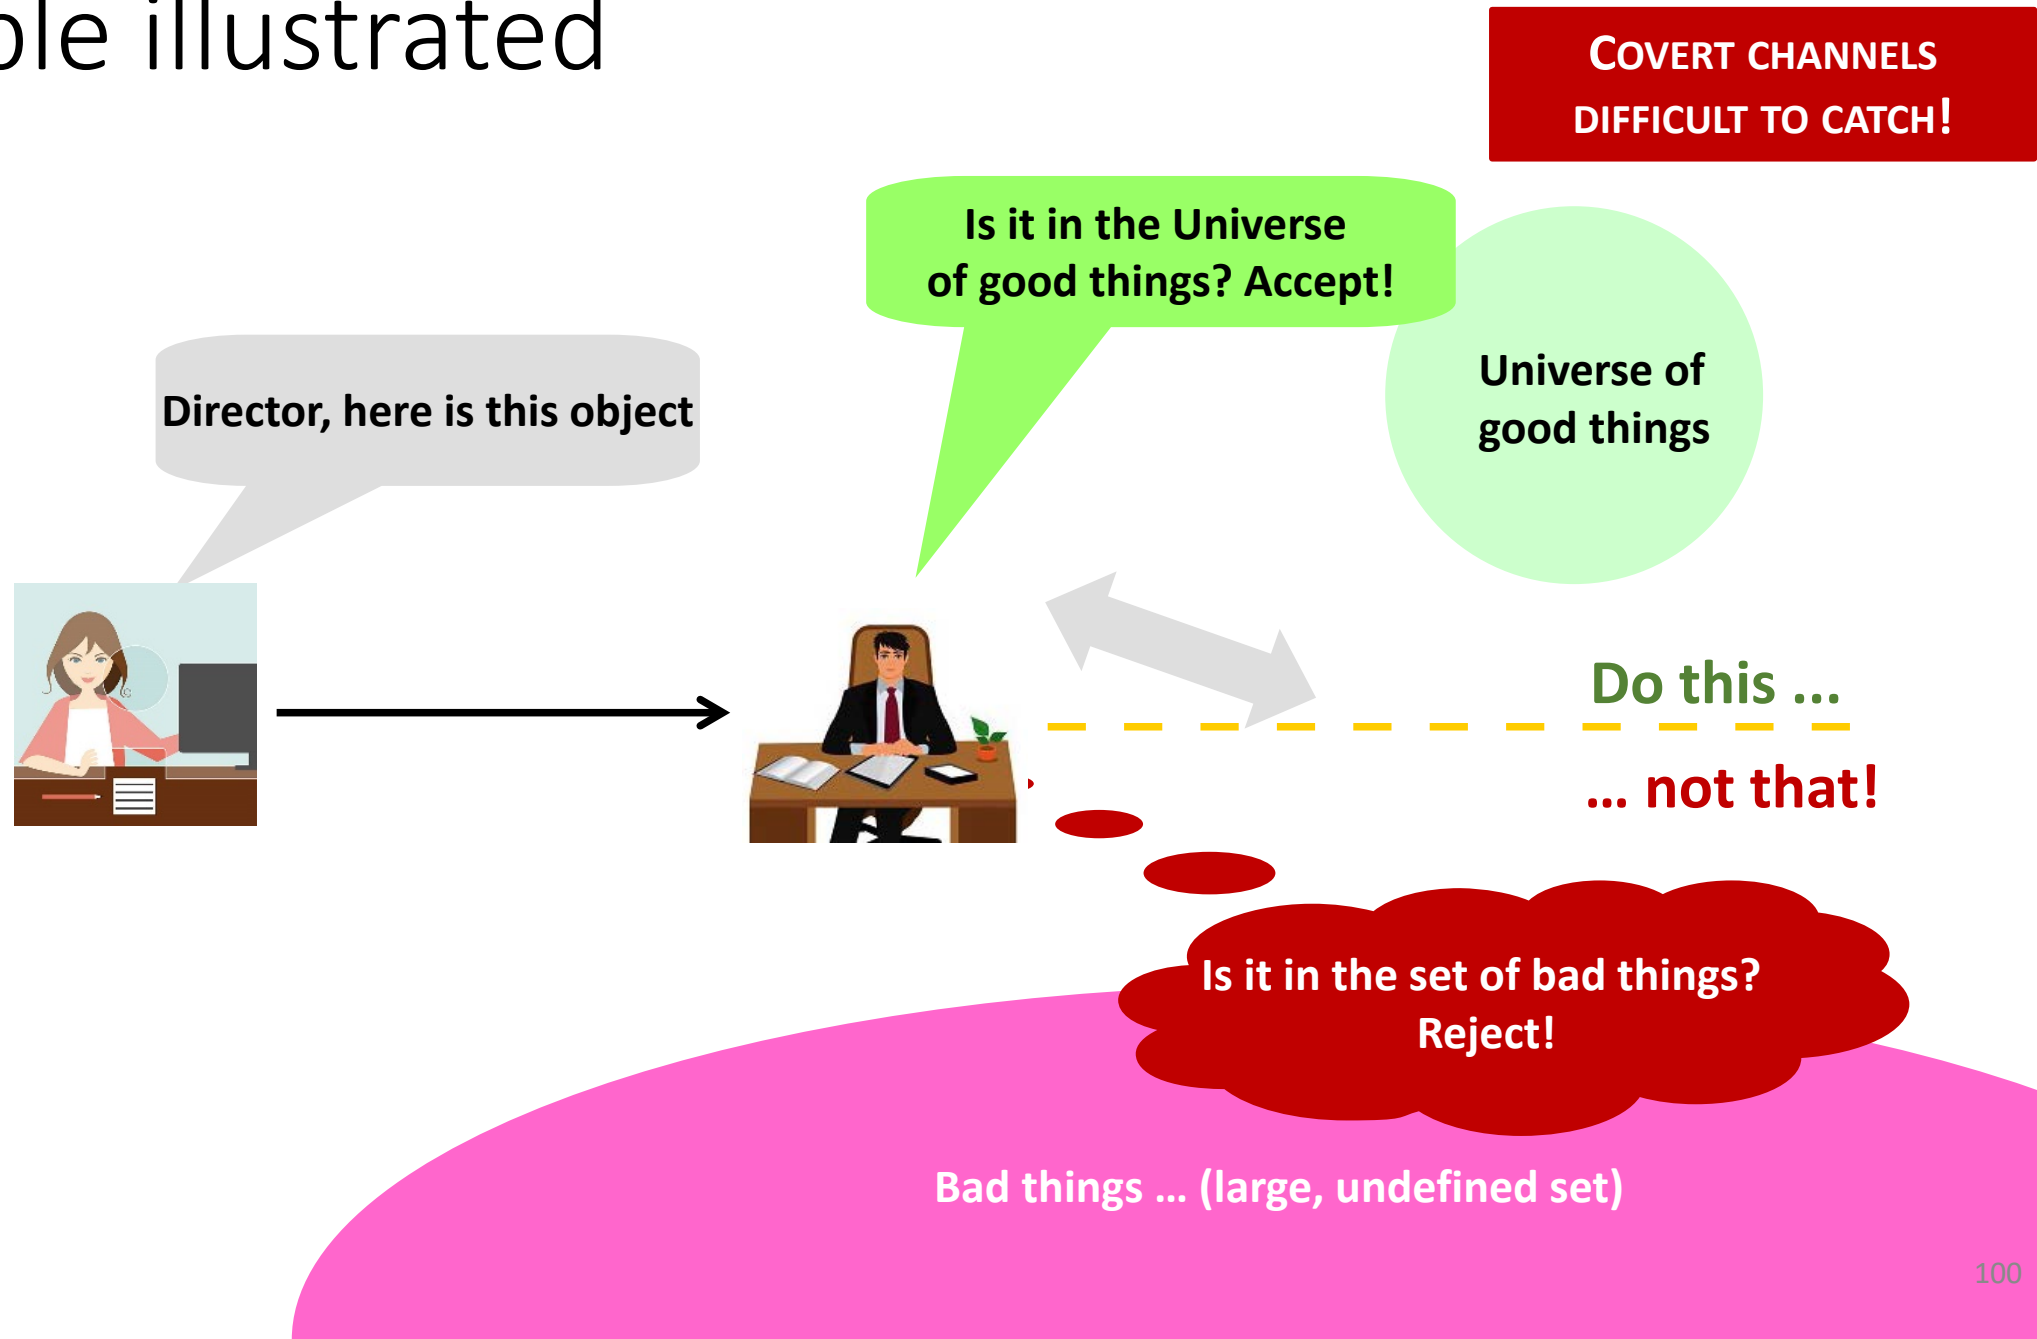 ple illustrated
COVERT CHANNELS
DIFFICULT TO CATCH!
Is it in the Universe
of good things? Accept!
Universe of
good things
Director, here is this object
Do this ...
... not that!
Is it in the set of bad things?
Reject!
Bad things ... (large, undefined set)
100